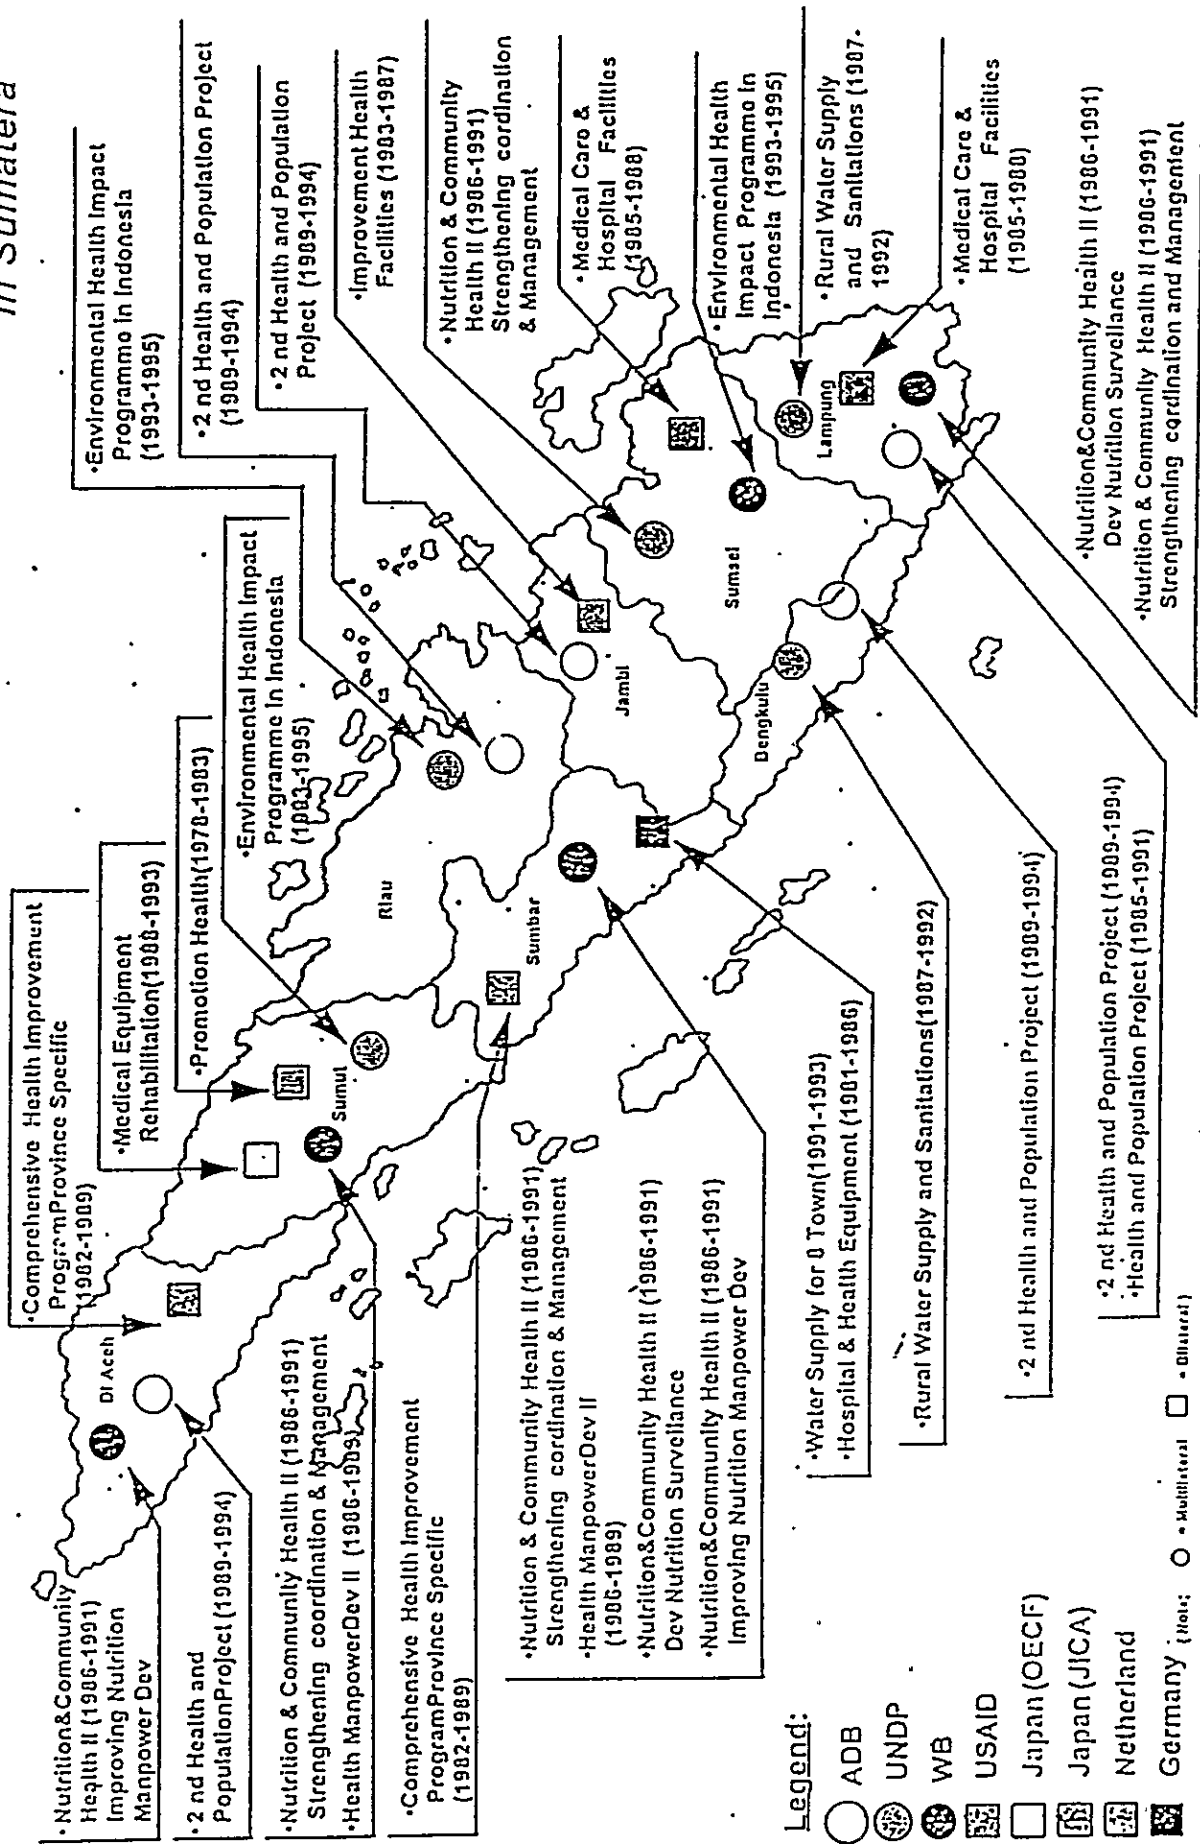 in Sumatera
•Environmental Health Impact
Programme in Indonesia
(1993-1995)
•2 nd Health and Population Project
(1989-1994)
•2 nd Health and Population
Project (1989-1994)
•Improvement Health
Facilities (1983-1987)
•Nutrition & Community
Health II (1986-1991)
Strengthening cordination
& Management
•Medical Care &
Hospital Facilities
(1985-1988)
•Environmental Health
Impact Programme In
Indonesia (1993-1995)
•Rural Water Supply
and Sanitations (1987-
1992)
•Medical Care &
Hospital Facilities
(1985-1988)
•Nutrition&Community Health II (1986-1991)
Dev Nutrition Survellance
•Nutrition & Community Health II (1986-1991)
Strengthening cordination and Management
•Comprehensive Health Improvement
ProgramProvince Specific
(1982-1989)
•Medical Equipment
Rehabilitation(1988-1993)
•Promotion Health(1978-1983)
•Environmental Health Impact
Programme In Indonesia
(1993-1995)
DI Aceh
Sumut
Riau
Sumbar
Jambi
Bengkulu
Sumsel
Lampung
•Nutrition&Community
Health II (1986-1991)
Improving Nutrition
Manpower Dev
•2 nd Health and
PopulationProject (1989-1994)
•Nutrition & Community Health II (1986-1991)
Strengthening coordination & Management
•Health ManpowerDev II (1986-1989)
•Comprehensive Health Improvement
ProgramProvince Specific
(1982-1989)
•Nutrition & Community Health II (1986-1991)
Strengthening cordination & Management
•Health ManpowerDev II
(1986-1989)
•Nutrition&Community Health II (1986-1991)
Dev Nutrition Surveliance
•Nutrition&Community Health II (1986-1991)
Improving Nutrition Manpower Dev
•Water Supply for 8 Town(1991-1993)
•Hospital & Health Equipment (1981-1986)
•Rural Water Supply and Sanitations(1987-1992)
•2 nd Health and Population Project (1989-1994)
•2 nd Health and Population Project (1989-1994)
•Health and Population Project (1985-1991)
Legend:
ADB
UNDP
WB
USAID
Japan (OECF)
Japan (JICA)
Netherland
Germany
(Note: O • Multilateral □ • Bilateral)